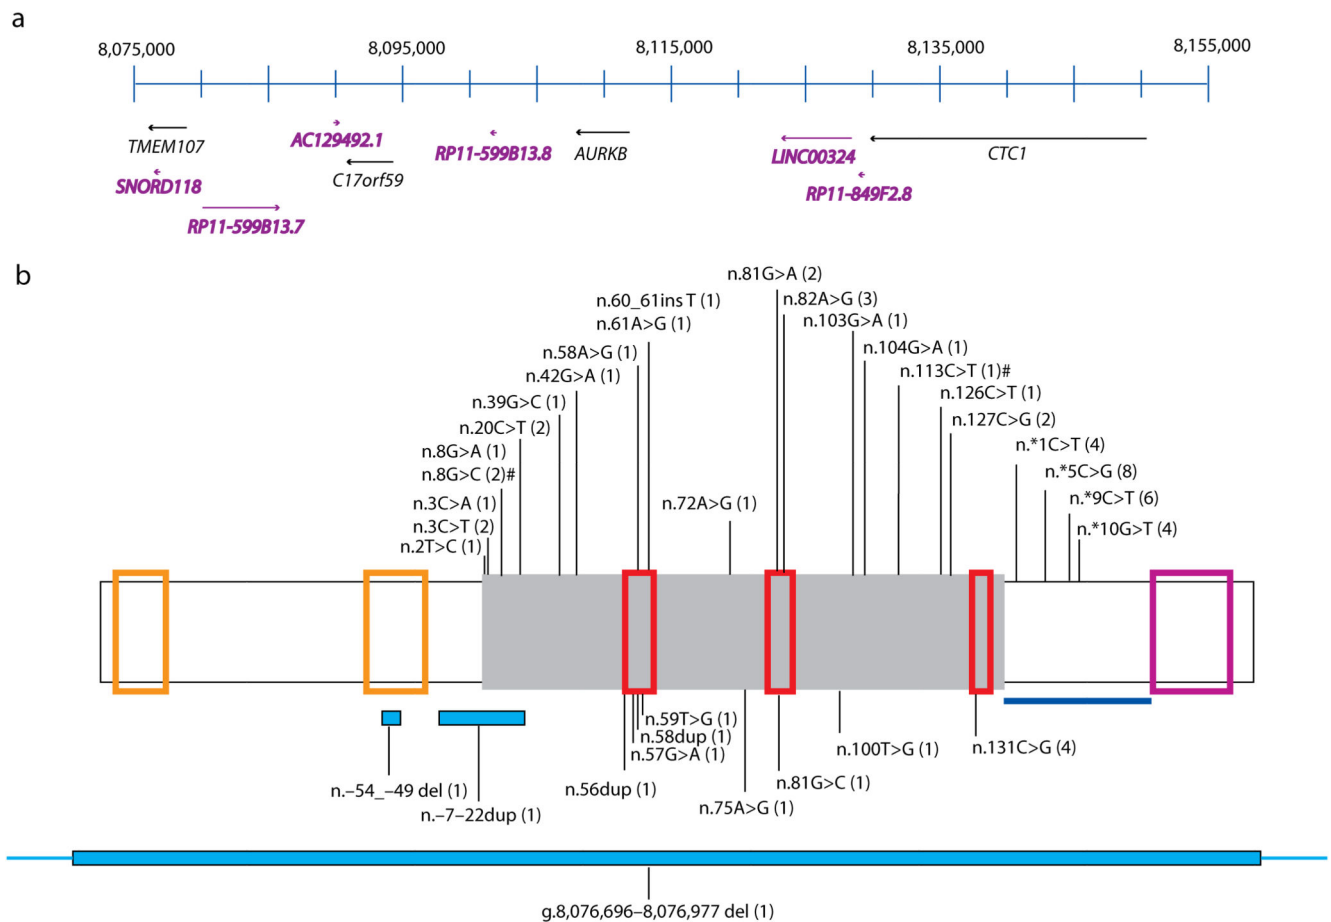 a
8,075,000 8,095,000 8,115,000 8,135,000 8,155,000
TMEM107
AC129492.1
RP11-599B13.8
AURKB
LINC00324
CTC1
SNORD118
C17orf59
RP11-849F2.8
RP11-599B13.7
b
n.81G>A (2)
n.60_61ins T (1)
n.82A>G (3)
n.61A>G (1)
n.103G>A (1)
n.58A>G (1)
n.104G>A (1)
n.42G>A (1)
n.113C>T (1)#
n.39G>C (1)
n.126C>T (1)
n.20C>T (2)
n.127C>G (2)
n.8G>A (1)
n.*1C>T (4)
n.8G>C (2)#
n.*5C>G (8)
n.3C>A (1)
n.72A>G (1)
n.*9C>T (6)
n.3C>T (2)
n.*10G>T (4)
n.2T>C (1)
n.59T>G (1)
n.58dup (1)
n.57G>A (1)
n.100T>G (1)
n.131C>G (4)
n.–54_–49 del (1)
n.56dup (1)
n.81G>C (1)
n.–7–22dup (1)
n.75A>G (1)
g.8,076,696–8,076,977 del (1)